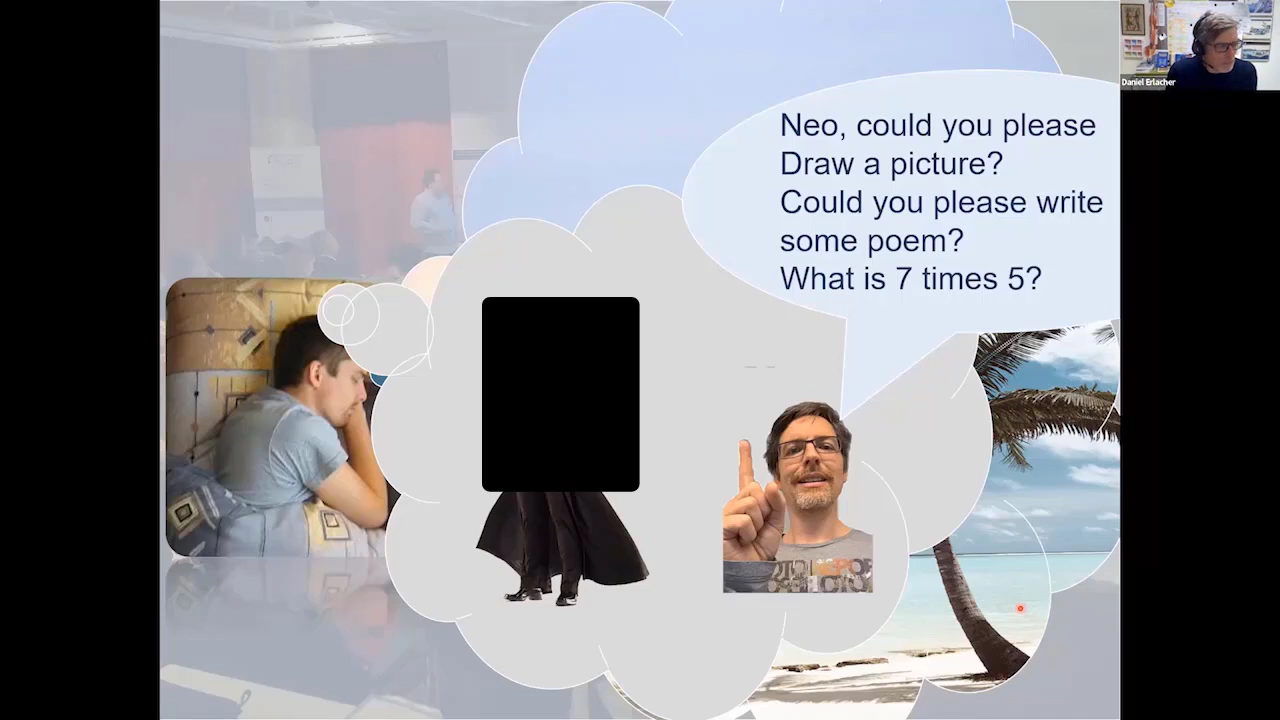 Daniel Erlacher
Neo, could you please
Draw a picture?
Could you please write
some poem?
What is 7 times 5?